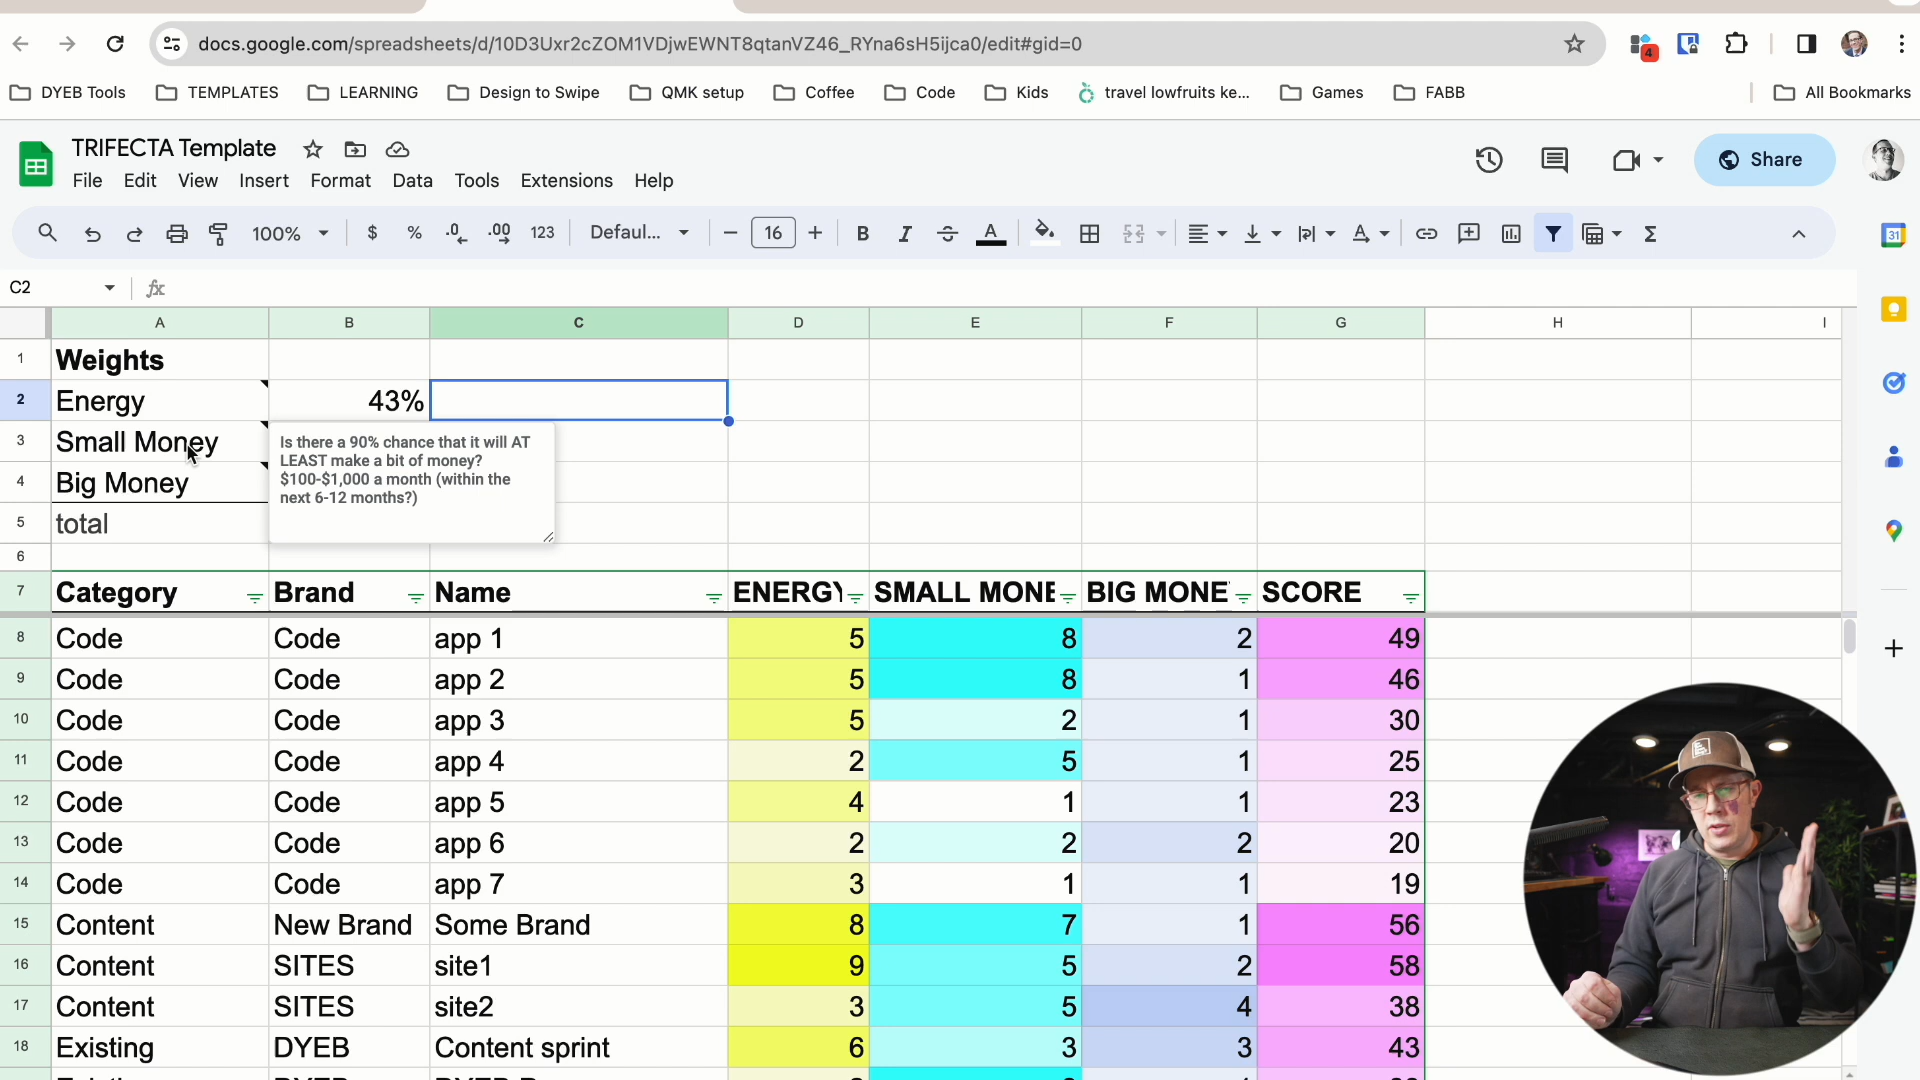 docs.google.com/spreadsheets/d/10D3Uxr2cZOM1VDjwEWNT8qtanVZ46_RYna6sH5ijca0/edit#gid=0
4
DYEB Tools TEMPLATES LEARNING Design to Swipe QMK setup Coffee Code Kids travel lowfruits ke... Games FABB All Bookmarks
TRIFECTA Template
Share
File Edit View Insert Format Data Tools Extensions Help
100% $ % .0 .00 123 Defaul... 16 B I A
31
C2 fx
A B C D E F G H I
1 Weights
2 Energy 43%
3 Small Money
4 Big Money
5 total
Is there a 90% chance that it will AT
LEAST make a bit of money?
$100-$1,000 a month (within the
next 6-12 months?)
6
7 Category Brand Name ENERGY SMALL MONE BIG MONE SCORE
8 Code Code app 1 5 8 2 49
9 Code Code app 2 5 8 1 46
10 Code Code app 3 5 2 1 30
11 Code Code app 4 2 5 1 25
12 Code Code app 5 4 1 1 23
13 Code Code app 6 2 2 2 20
14 Code Code app 7 3 1 1 19
15 Content New Brand Some Brand 8 7 1 56
16 Content SITES site1 9 5 2 58
17 Content SITES site2 3 5 4 38
18 Existing DYEB Content sprint 6 3 3 43